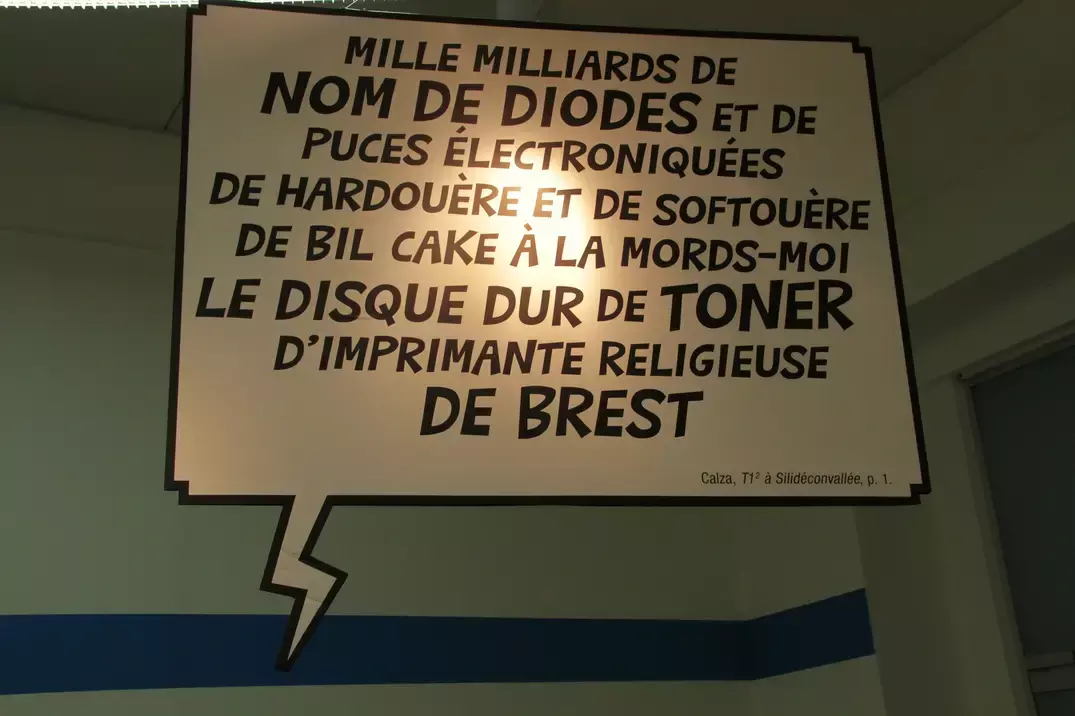 MILLE MILLIARDS DE
NOM DE DIODES ET DE
PUCES ÉLECTRONIQUÉES
DE HARDOUÈRE ET DE SOFTOUÈRE
DE BIL CAKE À LA MORDS-MOI
LE DISQUE DUR DE TONER
D'IMPRIMANTE RELIGIEUSE
DE BREST
Calza, T1² à Silidéconvallée, p. 1.